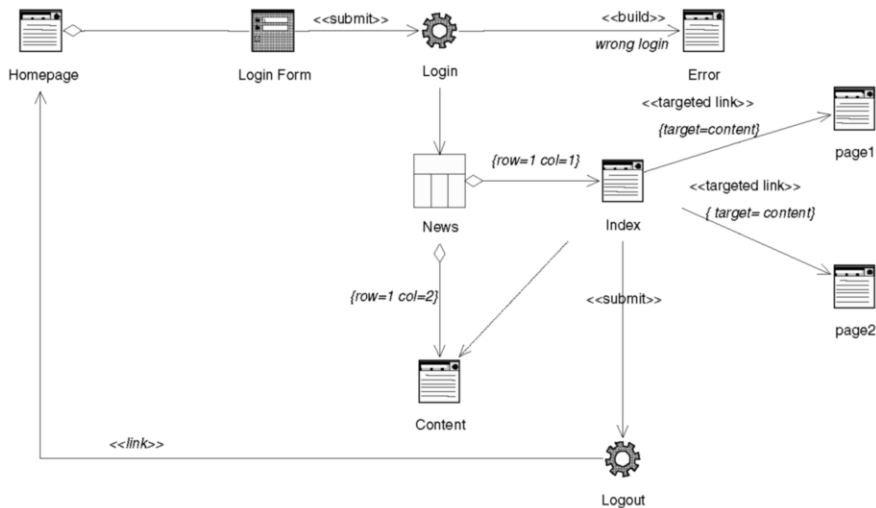 <<submit>>
<<build>>
wrong login
Homepage
Login Form
Login
Error
<<targeted link>>
{target=content}
page1
{row=1 col=1}
<<targeted link>>
{ target= content}
News
Index
{row=1 col=2}
<<submit>>
page2
Content
<<link>>
Logout